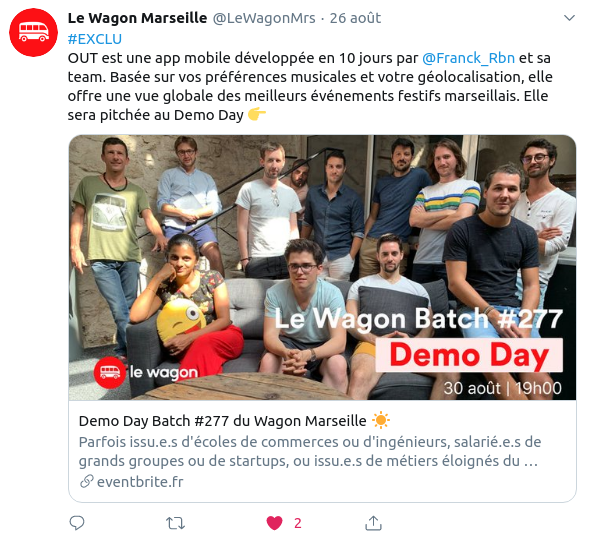 Le Wagon Marseille @LeWagonMrs · 26 août
#EXCLU
OUT est une app mobile développée en 10 jours par @Franck_Rbn et sa
team. Basée sur vos préférences musicales et votre géolocalisation, elle
offre une vue globale des meilleurs événements festifs marseillais. Elle
sera pitchée au Demo Day 👉
Le Wagon Batch #277
Demo Day
le wagon
30 août | 19h00
Demo Day Batch #277 du Wagon Marseille ☀️
Parfois issu.e.s d'écoles de commerces ou d'ingénieurs, salarié.e.s de
grands groupes ou de startups, ou issu.e.s de métiers éloignés du …
eventbrite.fr
2